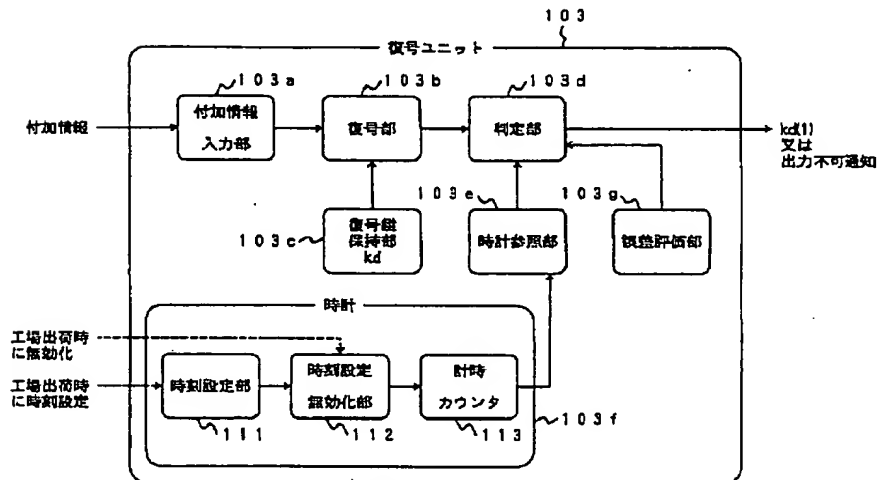 103
復号ユニット
103a
103b
103d
付加情報
付加情報
入力部
復号部
判定部
kd(1)
又は
出力不可通知
103c
復号鍵
保持部
kd
103e
時計参照部
103g
誤差評価部
時計
工場出荷時
に無効化
工場出荷時
に時刻設定
時刻設定部
時刻設定
無効化部
計時
カウンタ
111
112
113
103f